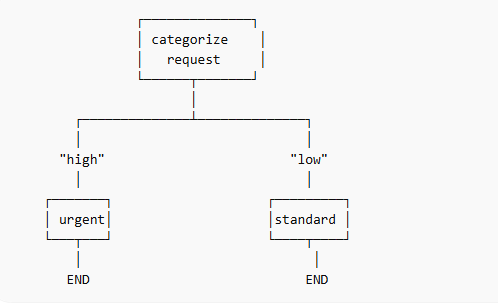 categorize
request
"high" "low"
urgent standard
END END